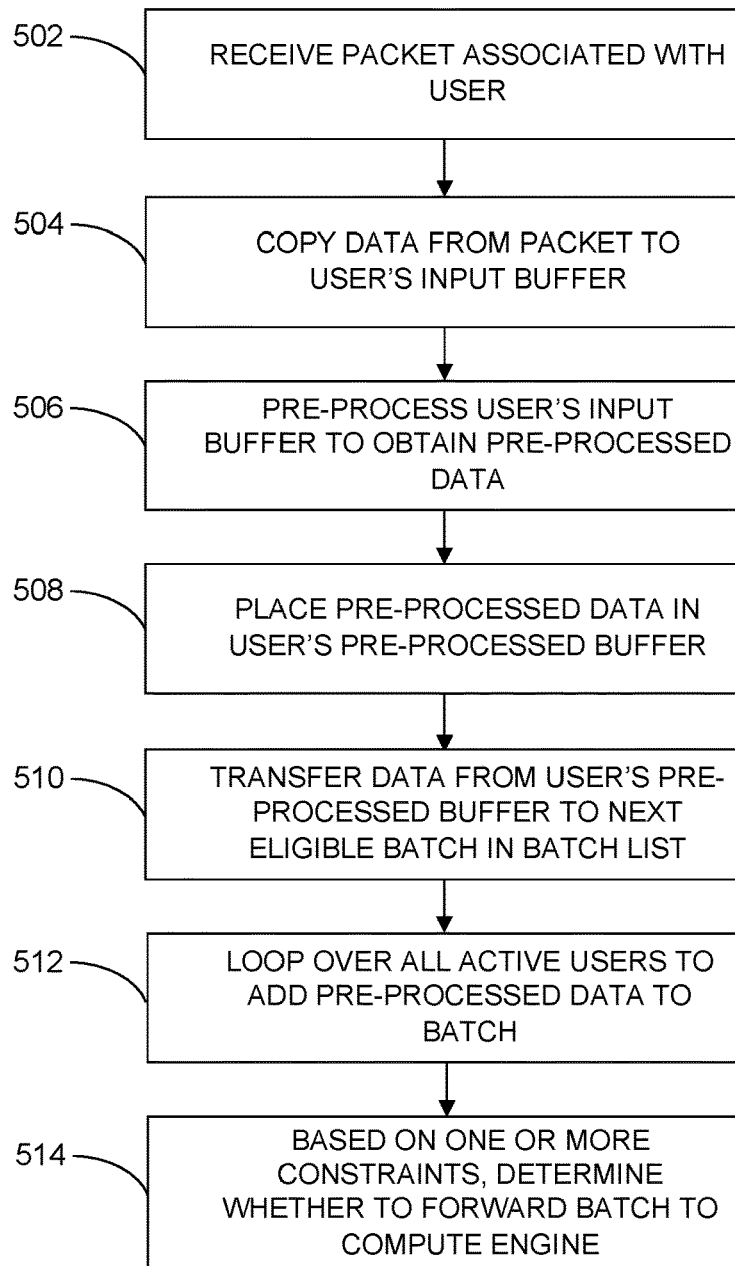 502
RECEIVE PACKET ASSOCIATED WITH
USER
504
COPY DATA FROM PACKET TO
USER'S INPUT BUFFER
506
PRE-PROCESS USER'S INPUT
BUFFER TO OBTAIN PRE-PROCESSED
DATA
508
PLACE PRE-PROCESSED DATA IN
USER'S PRE-PROCESSED BUFFER
510
TRANSFER DATA FROM USER'S PRE-
PROCESSED BUFFER TO NEXT
ELIGIBLE BATCH IN BATCH LIST
512
LOOP OVER ALL ACTIVE USERS TO
ADD PRE-PROCESSED DATA TO
BATCH
514
BASED ON ONE OR MORE
CONSTRAINTS, DETERMINE
WHETHER TO FORWARD BATCH TO
COMPUTE ENGINE